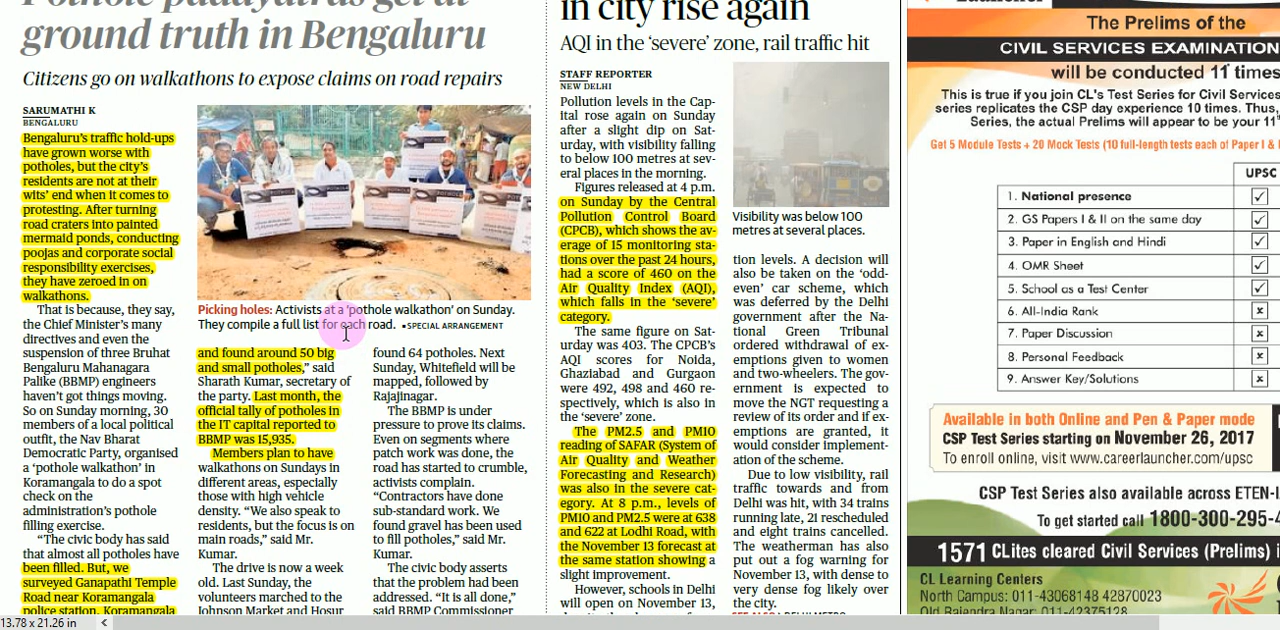 Pothole padayatras get at
ground truth in Bengaluru
Citizens go on walkathons to expose claims on road repairs
SARUMATHI K
BENGALURU
Bengaluru's traffic hold-ups
have grown worse with
potholes, but the city's
residents are not at their
wits' end when it comes to
protesting. After turning
road craters into painted
mermaid ponds, conducting
poojas and corporate social
responsibility exercises,
they have zeroed in on
walkathons.
That is because, they say,
the Chief Minister's many
directives and even the
suspension of three Bruhat
Bengaluru Mahanagara
Palike (BBMP) engineers
haven't got things moving.
So on Sunday morning, 30
members of a local political
outfit, the Nav Bharat
Democratic Party, organised
a 'pothole walkathon' in
Koramangala to do a spot
check on the
administration's pothole
filling exercise.
"The civic body has said
that almost all potholes have
been filled. But, we
surveyed Ganapathi Temple
Road near Koramangala
police station, Koramangala
Picking holes: Activists at a 'pothole walkathon' on Sunday.
They compile a full list for each road. •SPECIAL ARRANGEMENT
and found around 50 big
and small potholes," said
Sharath Kumar, secretary of
the party. Last month, the
official tally of potholes in
the IT capital reported to
BBMP was 15,935.
Members plan to have
walkathons on Sundays in
different areas, especially
those with high vehicle
density. "We also speak to
residents, but the focus is on
main roads," said Mr.
Kumar.
The drive is now a week
old. Last Sunday, the
volunteers marched to the
Johnson Market and Hosur
found 64 potholes. Next
Sunday, Whitefield will be
mapped, followed by
Rajajinagar.
The BBMP is under
pressure to prove its claims.
Even on segments where
patch work was done, the
road has started to crumble,
activists complain.
"Contractors have done
sub-standard work. We
found gravel has been used
to fill potholes," said Mr.
Kumar.
The civic body asserts
that the problem had been
addressed. "It is all done,"
said BBMP Commissioner
in city rise again
AQI in the 'severe' zone, rail traffic hit
STAFF REPORTER
NEW DELHI
Pollution levels in the Cap-
ital rose again on Sunday
after a slight dip on Sat-
urday, with visibility falling
to below 100 metres at sev-
eral places in the morning.
Figures released at 4 p.m.
on Sunday by the Central
Pollution Control Board
(CPCB), which shows the av-
erage of 15 monitoring sta-
tions over the past 24 hours,
had a score of 460 on the
Air Quality Index (AQI),
which falls in the 'severe'
category.
The same figure on Sat-
urday was 403. The CPCB's
AQI scores for Noida,
Ghaziabad and Gurgaon
were 492, 498 and 460 re-
spectively, which is also in
the 'severe' zone.
The PM2.5 and PM10
reading of SAFAR (System of
Air Quality and Weather
Forecasting and Research)
was also in the severe cat-
egory. At 8 p.m., levels of
PM10 and PM2.5 were at 638
and 622 at Lodhi Road, with
the November 13 forecast at
the same station showing a
slight improvement.
However, schools in Delhi
will open on November 13,
Visibility was below 100
metres at several places.
tion levels. A decision will
also be taken on the 'odd-
even' car scheme, which
was deferred by the Delhi
government after the Na-
tional Green Tribunal
ordered withdrawal of ex-
emptions given to women
and two-wheelers. The gov-
ernment is expected to
move the NGT requesting a
review of its order and if ex-
emptions are granted, it
would consider implement-
ation of the scheme.
Due to low visibility, rail
traffic towards and from
Delhi was hit, with 34 trains
running late, 21 rescheduled
and eight trains cancelled.
The weatherman has also
put out a fog warning for
November 13, with dense to
very dense fog likely over
the city.
The Prelims of the
CIVIL SERVICES EXAMINATION
will be conducted 11 times
This is true if you join CL's Test Series for Civil Services
series replicates the CSP day experience 10 times. Thus,
Series, the actual Prelims will appear to be your 11
Get 5 Module Tests + 20 Mock Tests (10 full-length tests each of Paper I &
UPSC
1. National presence ✓
2. GS Papers I & II on the same day ✓
3. Paper in English and Hindi ✓
4. OMR Sheet ✓
5. School as a Test Center ✓
6. All-India Rank x
7. Paper Discussion x
8. Personal Feedback x
9. Answer Key/Solutions x
Available in both Online and Pen & Paper mode
CSP Test Series starting on November 26, 2017
To enroll online, visit www.careerlauncher.com/upsc
CSP Test Series also available across ETEN-
To get started call 1800-300-295-
1571 CLites cleared Civil Services (Prelims) i
CL Learning Centers
North Campus: 011-43068148 42870023
Old Rajendra Nagar: 011-42375128
13.78 x 21.26 in